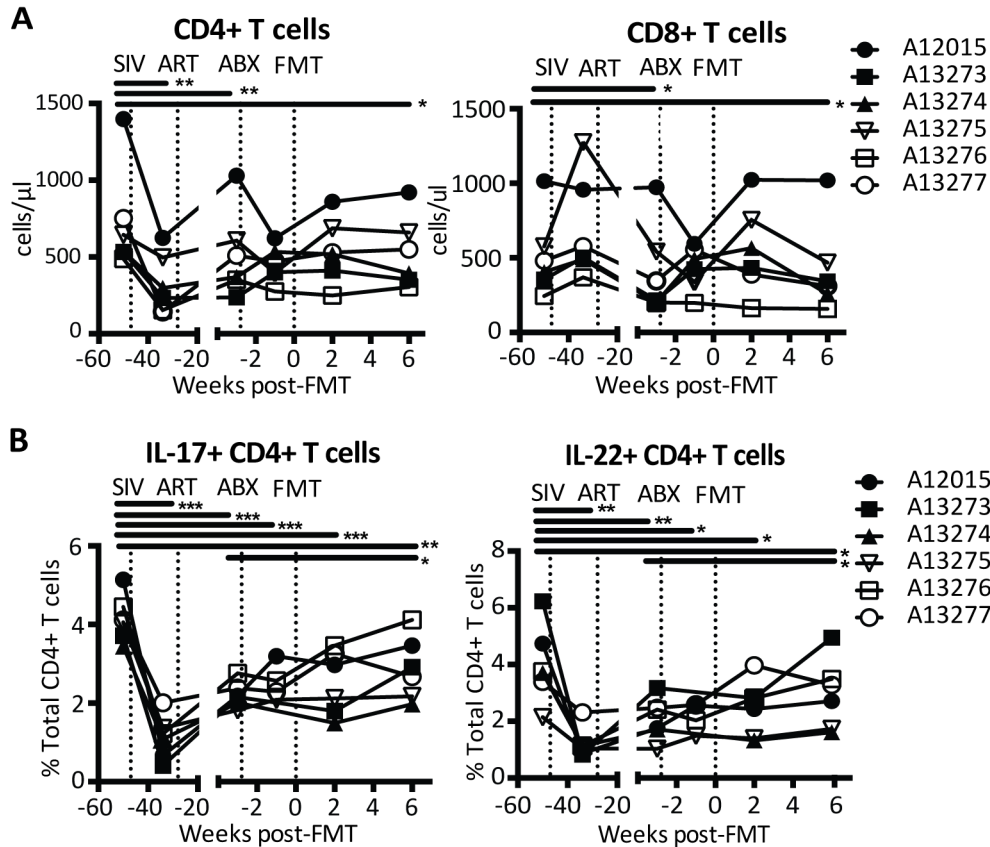 A
CD4+ T cells
CD8+ T cells
SIV ART ABX FMT
SIV ART ABX FMT
**
**
*
*
*
1500
1000
500
0
cells/µl
-60 -40 -20 -2 0 2 4 6
Weeks post-FMT
1500
1000
500
0
cells/ul
-60 -40 -20 -2 0 2 4 6
Weeks post-FMT
A12015
A13273
A13274
A13275
A13276
A13277
B
IL-17+ CD4+ T cells
IL-22+ CD4+ T cells
SIV ART ABX FMT
SIV ART ABX FMT
***
***
***
***
**
*
**
**
*
*
*
*
6
4
2
0
% Total CD4+ T cells
-60 -40 -20 -2 0 2 4 6
Weeks post-FMT
8
6
4
2
0
% Total CD4+ T cells
-60 -40 -20 -2 0 2 4 6
Weeks post-FMT
A12015
A13273
A13274
A13275
A13276
A13277